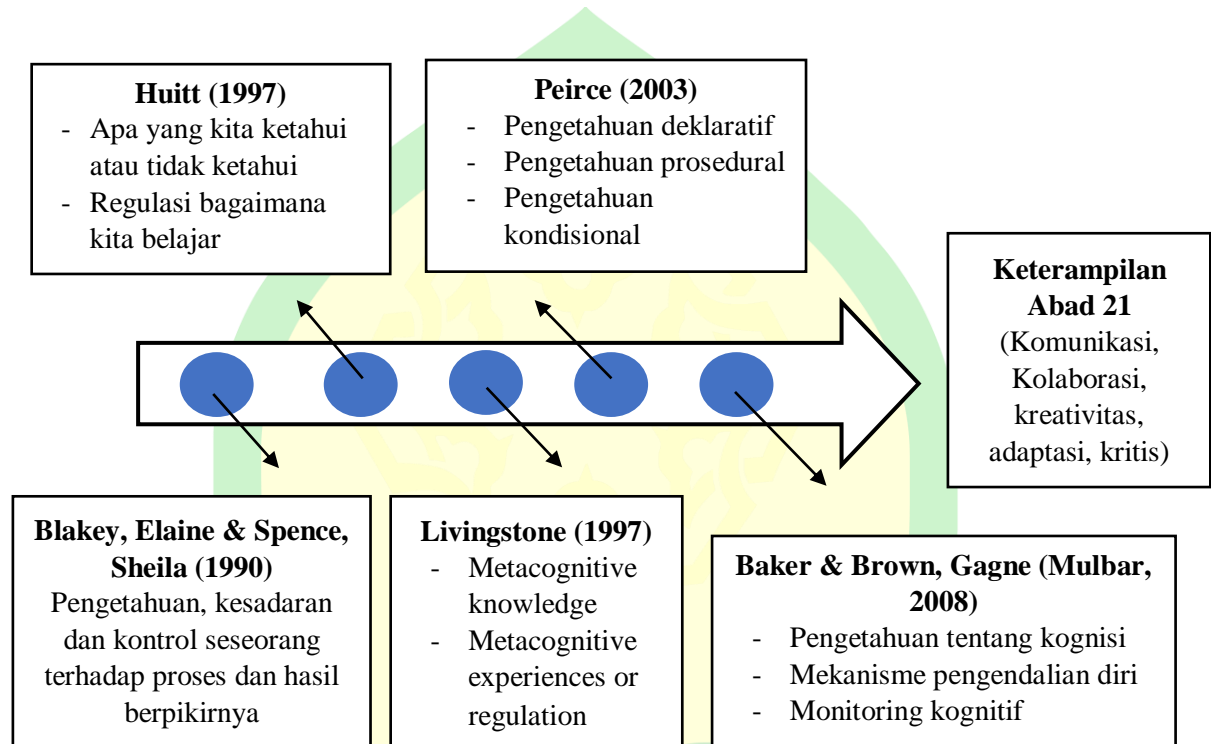 Huitt (1997)
- Apa yang kita ketahui
atau tidak ketahui
- Regulasi bagaimana
kita belajar
Peirce (2003)
- Pengetahuan deklaratif
- Pengetahuan prosedural
- Pengetahuan
kondisional
Keterampilan
Abad 21
(Komunikasi,
Kolaborasi,
kreativitas,
adaptasi, kritis)
Blakey, Elaine & Spence,
Sheila (1990)
Pengetahuan, kesadaran
dan kontrol seseorang
terhadap proses dan hasil
berpikirnya
Livingstone (1997)
- Metacognitive
knowledge
- Metacognitive
experiences or
regulation
Baker & Brown, Gagne (Mulbar,
2008)
- Pengetahuan tentang kognisi
- Mekanisme pengendalian diri
- Monitoring kognitif